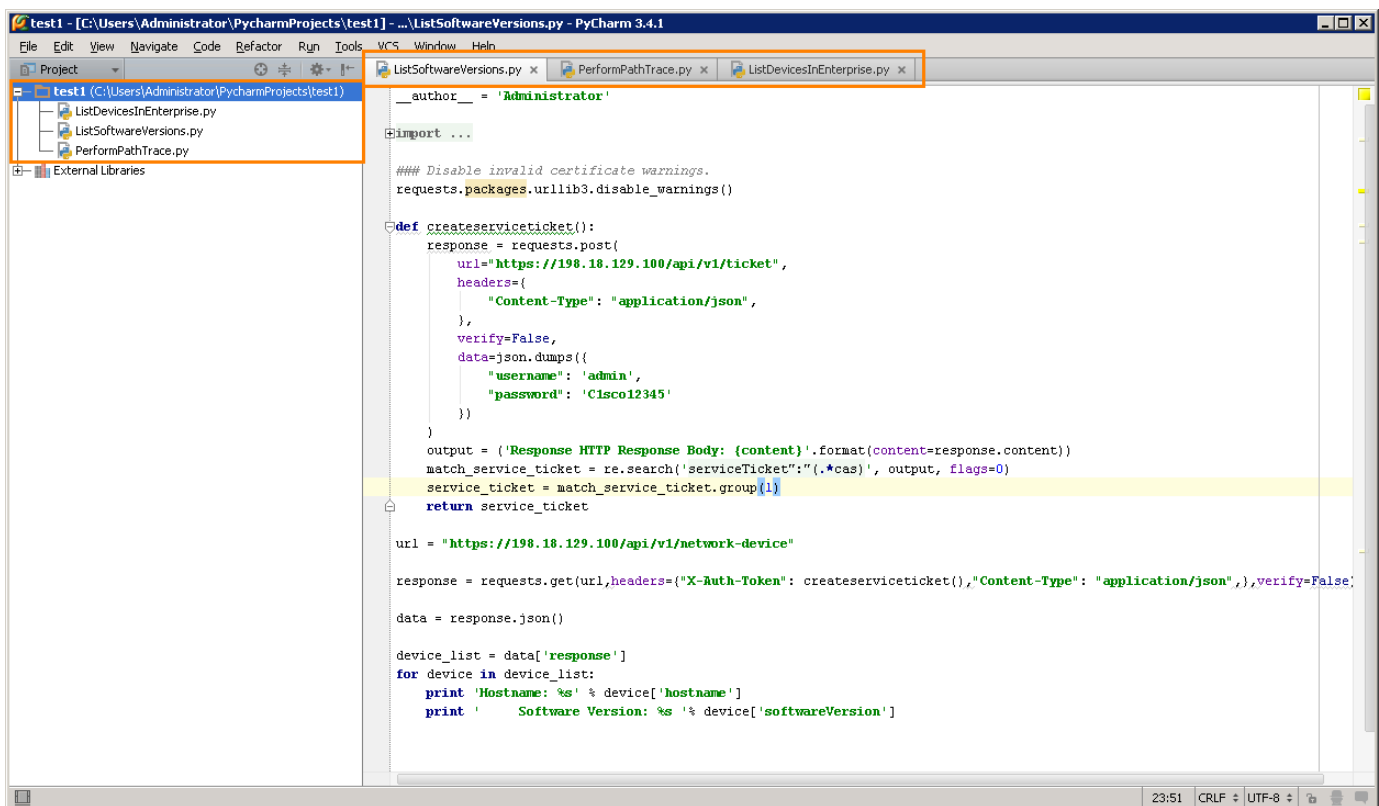 test1 - [C:\Users\Administrator\PycharmProjects\test1] - ...\ListSoftwareVersions.py - PyCharm 3.4.1
File Edit View Navigate Code Refactor Run Tools VCS Window Help
Project
ListSoftwareVersions.py PerformPathTrace.py ListDevicesInEnterprise.py
test1 (C:\Users\Administrator\PycharmProjects\test1)
ListDevicesInEnterprise.py
ListSoftwareVersions.py
PerformPathTrace.py
External Libraries
__author__ = 'Administrator'
import ...
### Disable invalid certificate warnings.
requests.packages.urllib3.disable_warnings()
def createserviceticket():
response = requests.post(
url="https://198.18.129.100/api/v1/ticket",
headers={
"Content-Type": "application/json",
},
verify=False,
data=json.dumps({
"username": 'admin',
"password": 'C1sco12345'
})
)
output = ('Response HTTP Response Body: {content}'.format(content=response.content))
match_service_ticket = re.search('serviceTicket":"(.*cas)', output, flags=0)
service_ticket = match_service_ticket.group(1)
return service_ticket
url = "https://198.18.129.100/api/v1/network-device"
response = requests.get(url,headers={"X-Auth-Token": createserviceticket(),"Content-Type": "application/json",},verify=False)
data = response.json()
device_list = data['response']
for device in device_list:
print 'Hostname: %s' % device['hostname']
print '     Software Version: %s '% device['softwareVersion']
23:51 CRLF UTF-8